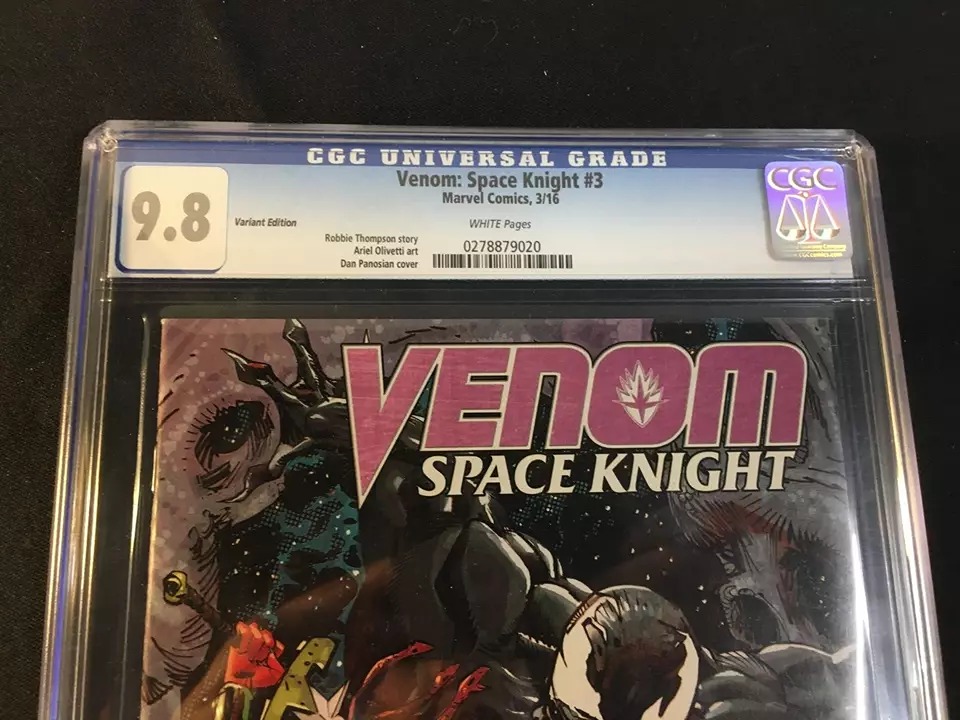 CGC UNIVERSAL GRADE
9.8
Variant Edition
Venom: Space Knight #3
Marvel Comics, 3/16
WHITE Pages
Robbie Thompson story
Ariel Olivetti art
Dan Panosian cover
0278879020
CGC
VENOM
SPACE KNIGHT